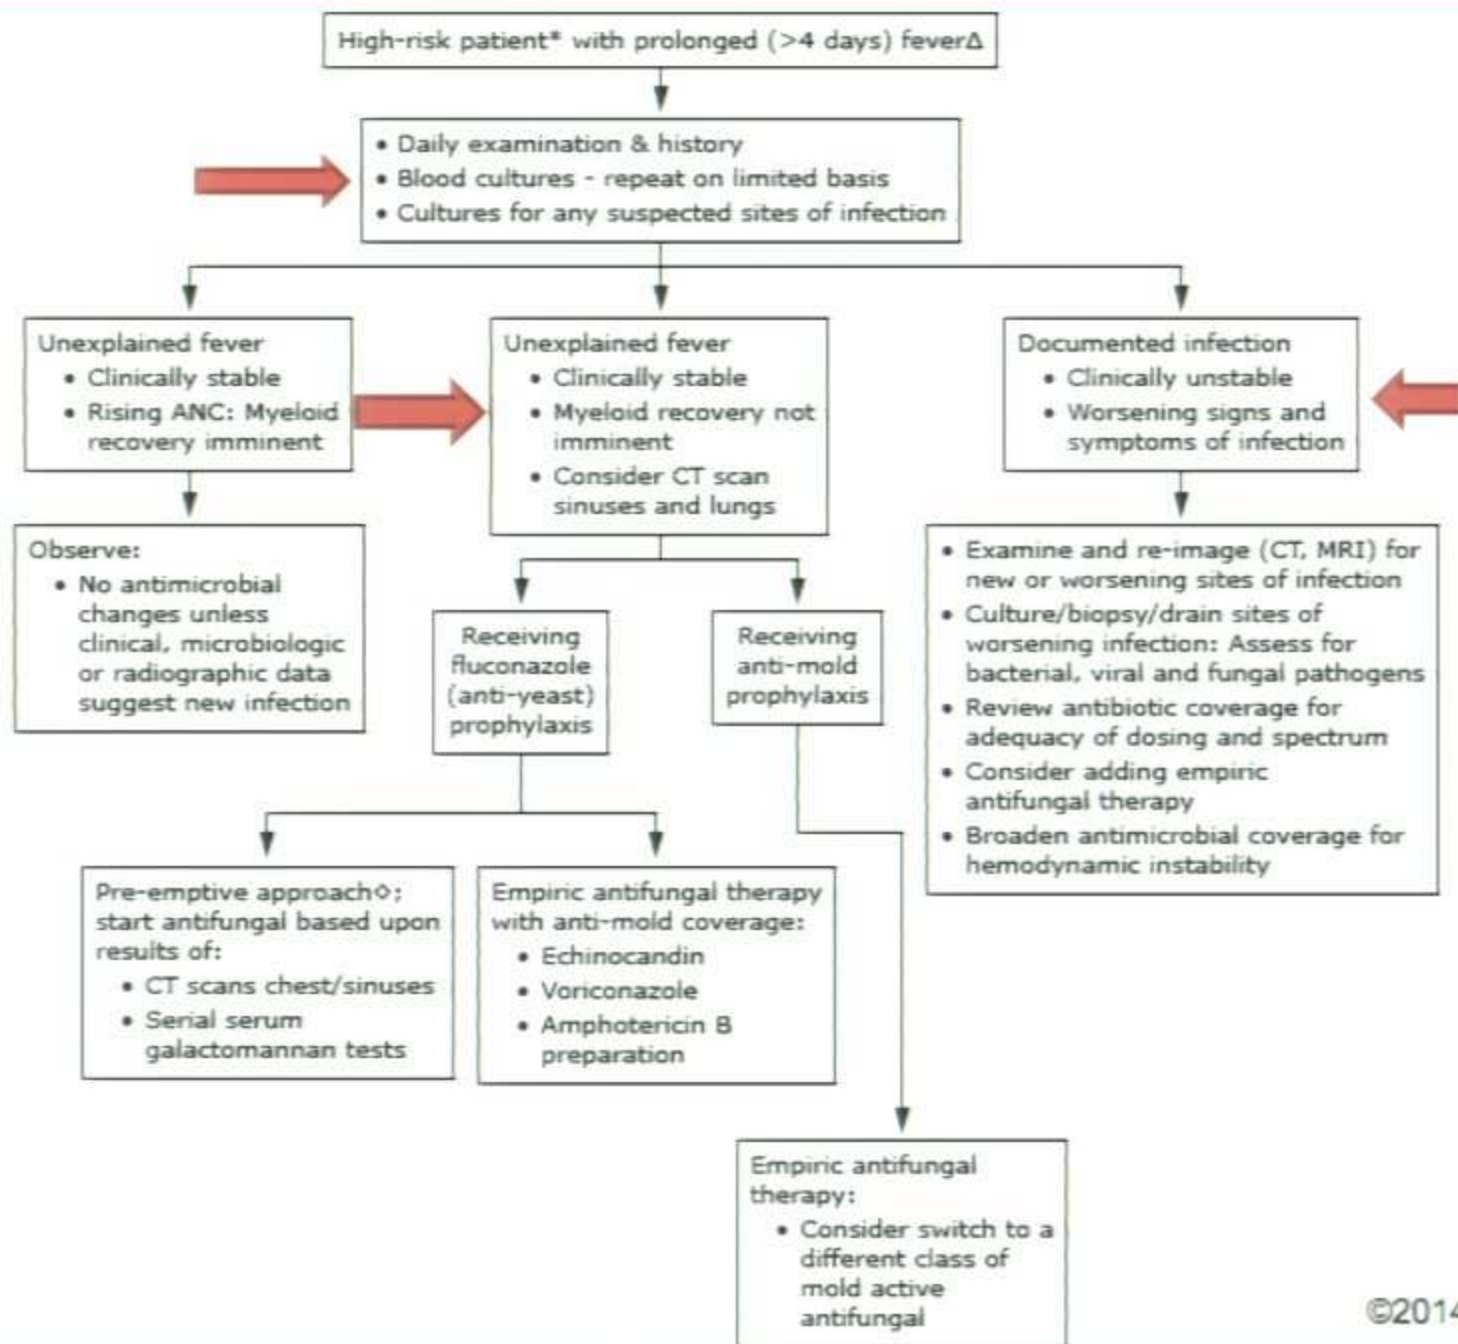 High-risk patient* with prolonged (>4 days) feverΔ
• Daily examination & history
• Blood cultures - repeat on limited basis
• Cultures for any suspected sites of infection
Unexplained fever
• Clinically stable
• Rising ANC: Myeloid
recovery imminent
Unexplained fever
• Clinically stable
• Myeloid recovery not
imminent
• Consider CT scan
sinuses and lungs
Documented infection
• Clinically unstable
• Worsening signs and
symptoms of infection
Observe:
• No antimicrobial
changes unless
clinical, microbiologic
or radiographic data
suggest new infection
Receiving
fluconazole
(anti-yeast)
prophylaxis
Receiving
anti-mold
prophylaxis
• Examine and re-image (CT, MRI) for
new or worsening sites of infection
• Culture/biopsy/drain sites of
worsening infection: Assess for
bacterial, viral and fungal pathogens
• Review antibiotic coverage for
adequacy of dosing and spectrum
• Consider adding empiric
antifungal therapy
• Broaden antimicrobial coverage for
hemodynamic instability
Pre-emptive approach◊;
start antifungal based upon
results of:
• CT scans chest/sinuses
• Serial serum
galactomannan tests
Empiric antifungal therapy
with anti-mold coverage:
• Echinocandin
• Voriconazole
• Amphotericin B
preparation
Empiric antifungal
therapy:
• Consider switch to a
different class of
mold active
antifungal
©2014